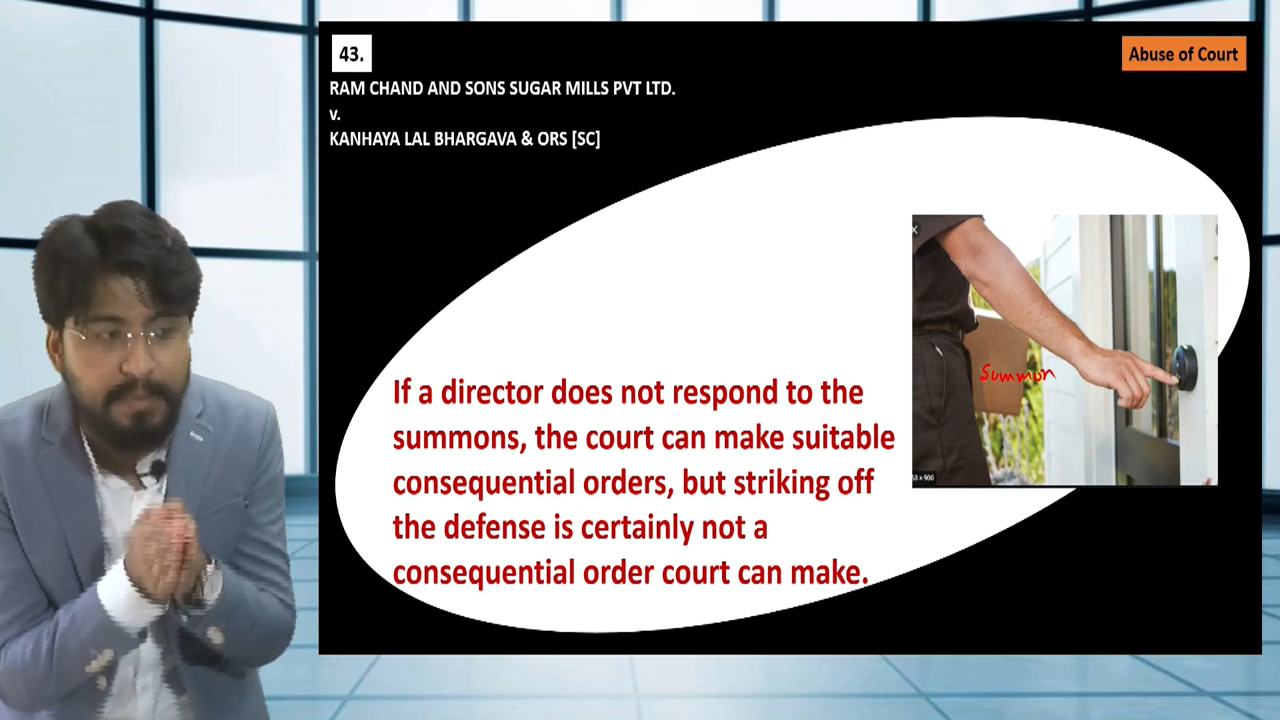 43.
Abuse of Court
RAM CHAND AND SONS SUGAR MILLS PVT LTD.
v.
KANHAYA LAL BHARGAVA & ORS [SC]
If a director does not respond to the
summons, the court can make suitable
consequential orders, but striking off
the defense is certainly not a
consequential order court can make.
Summon